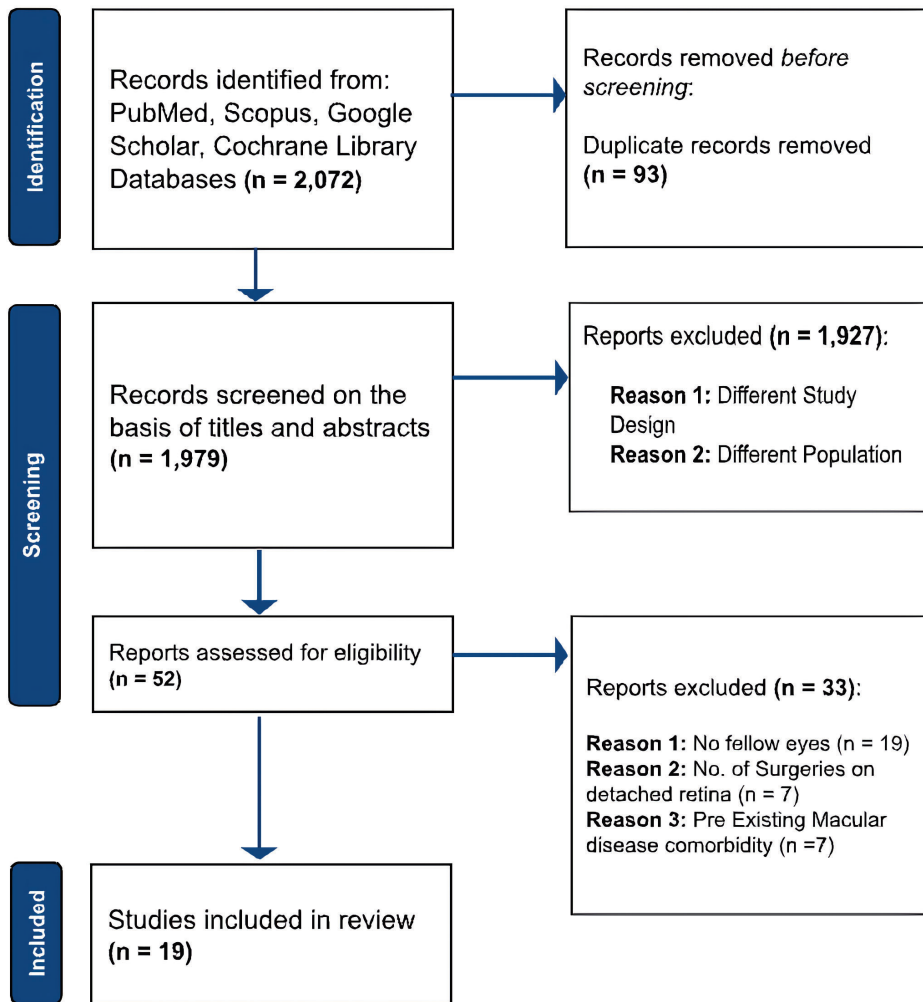 Identification
Records identified from:
PubMed, Scopus, Google
Scholar, Cochrane Library
Databases (n = 2,072)
Records removed before
screening:
Duplicate records removed
(n = 93)
Screening
Records screened on the
basis of titles and abstracts
(n = 1,979)
Reports excluded (n = 1,927):
Reason 1: Different Study
Design
Reason 2: Different Population
Reports assessed for eligibility
(n = 52)
Reports excluded (n = 33):
Reason 1: No fellow eyes (n = 19)
Reason 2: No. of Surgeries on
detached retina (n = 7)
Reason 3: Pre Existing Macular
disease comorbidity (n =7)
Included
Studies included in review
(n = 19)